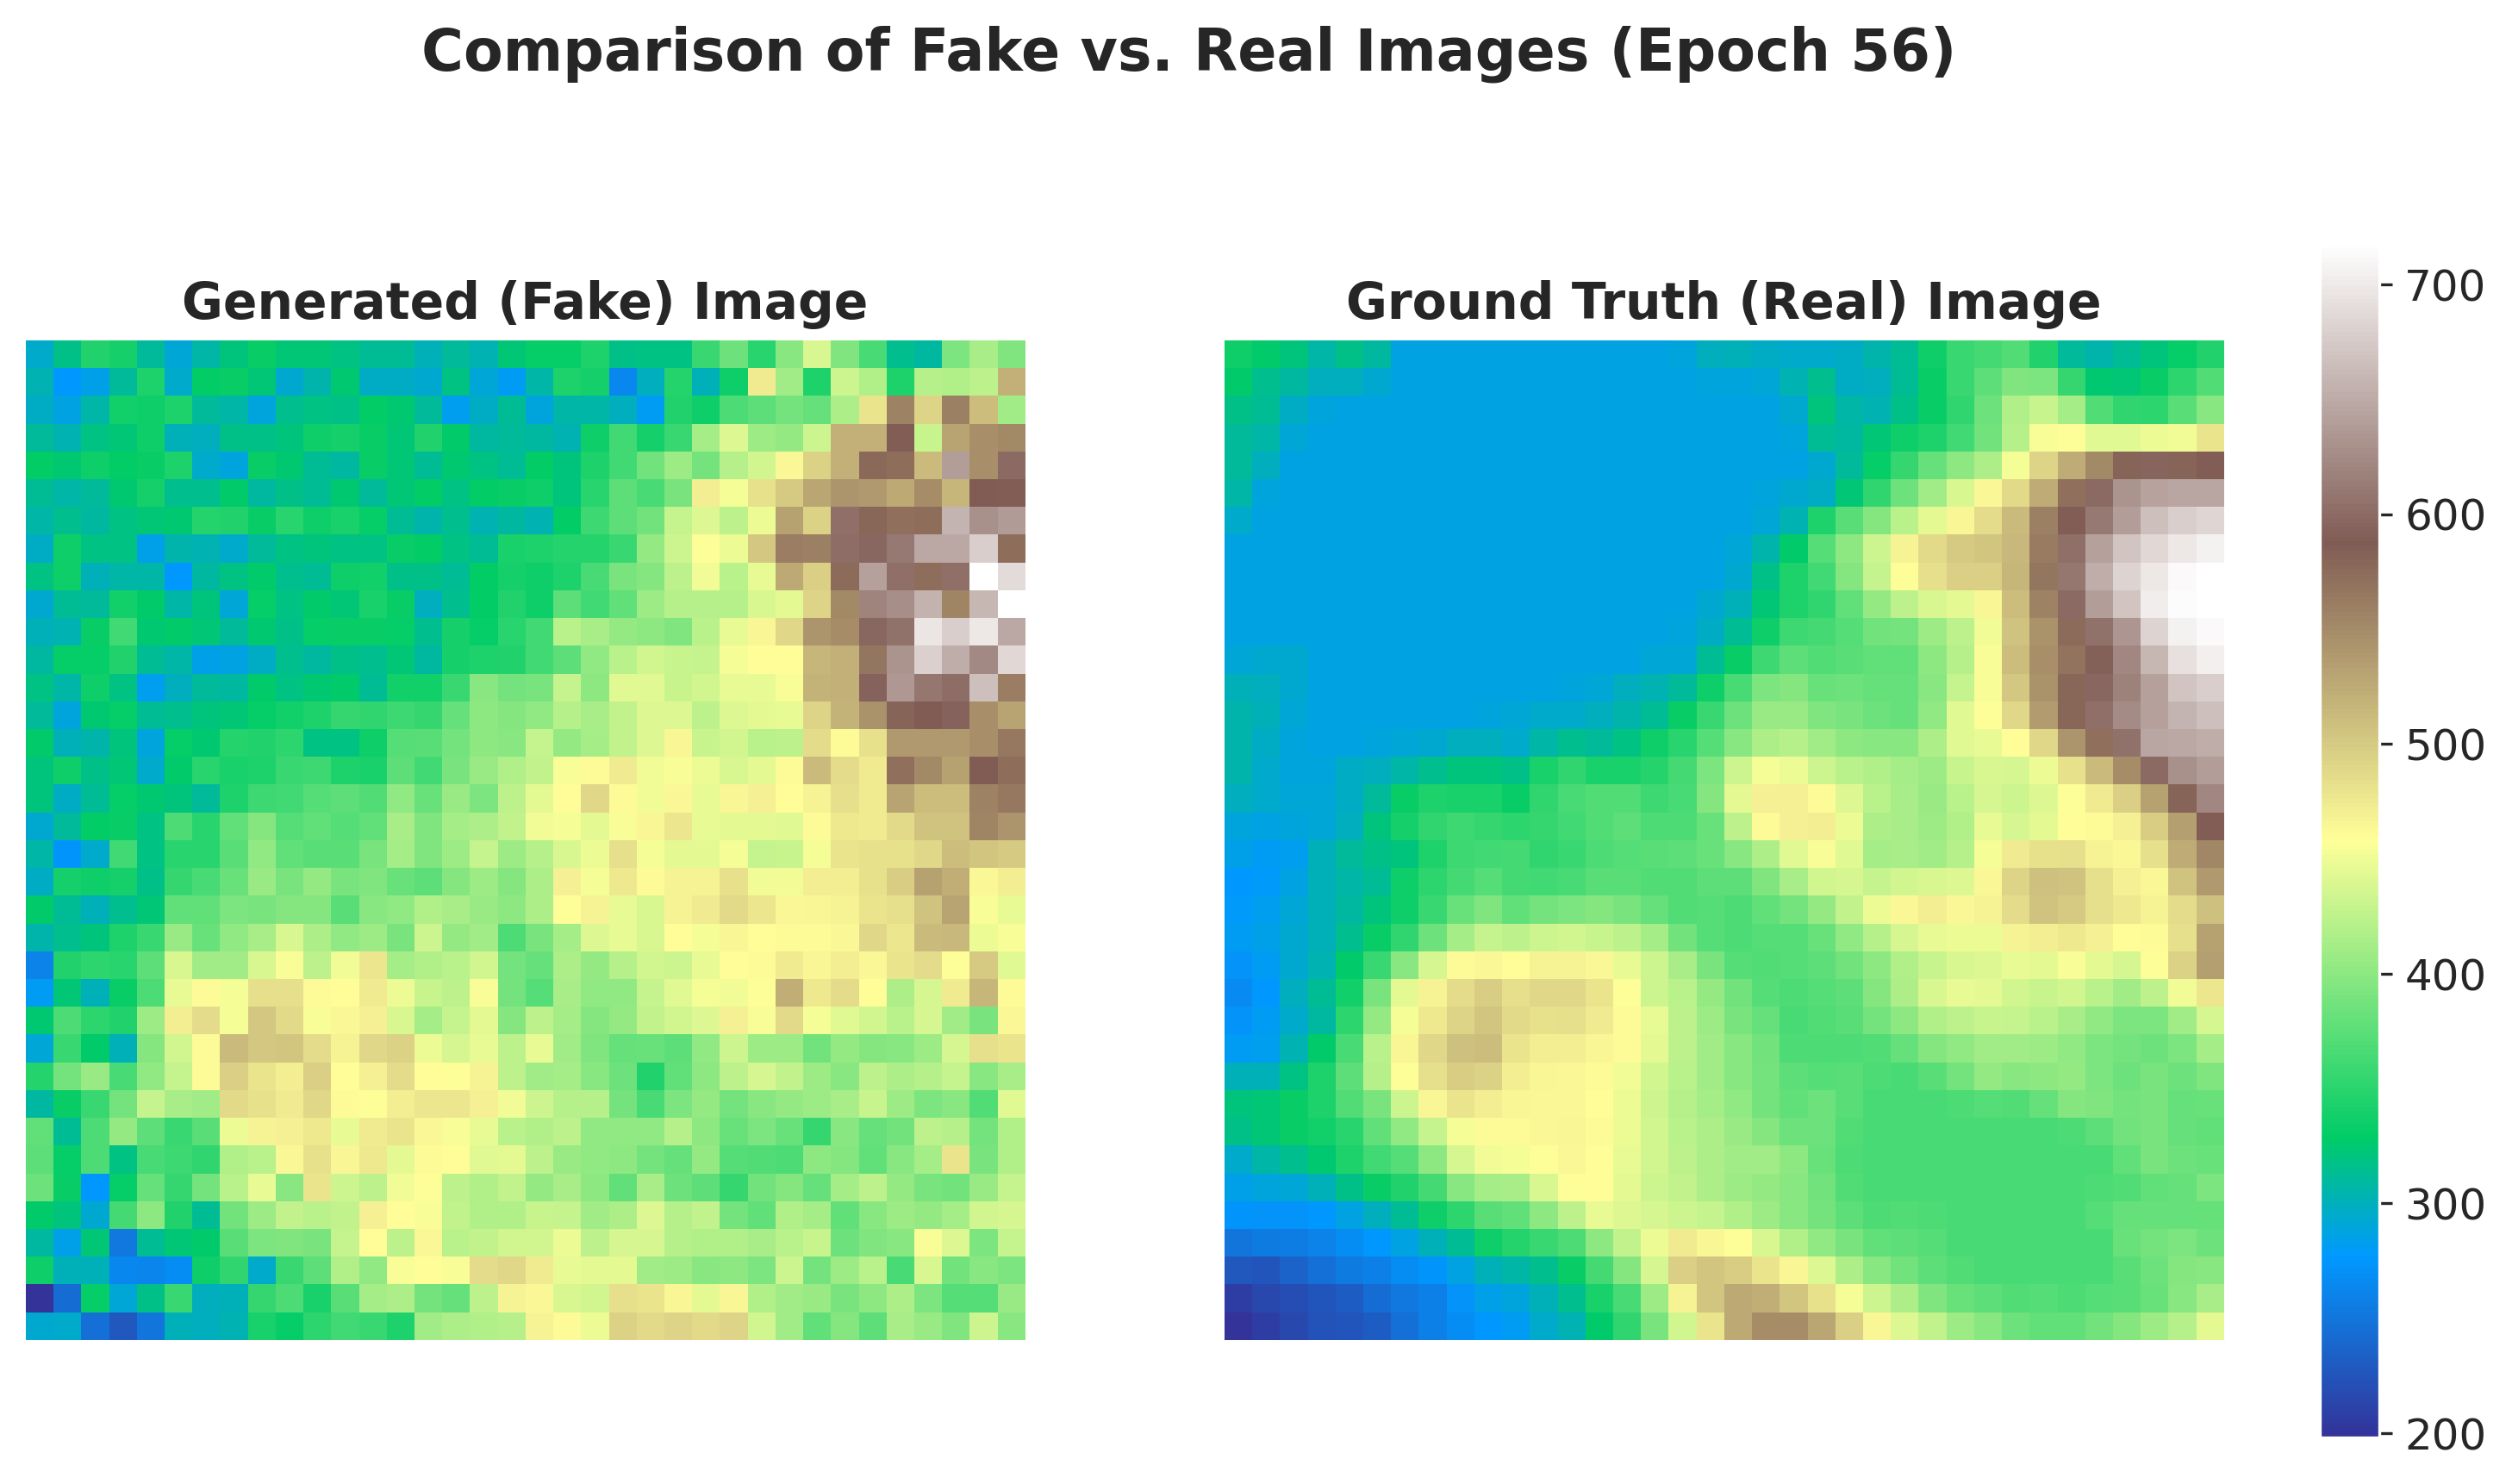 Comparison of Fake vs. Real Images (Epoch 56)
Generated (Fake) Image
Ground Truth (Real) Image
700
600
500
400
300
200